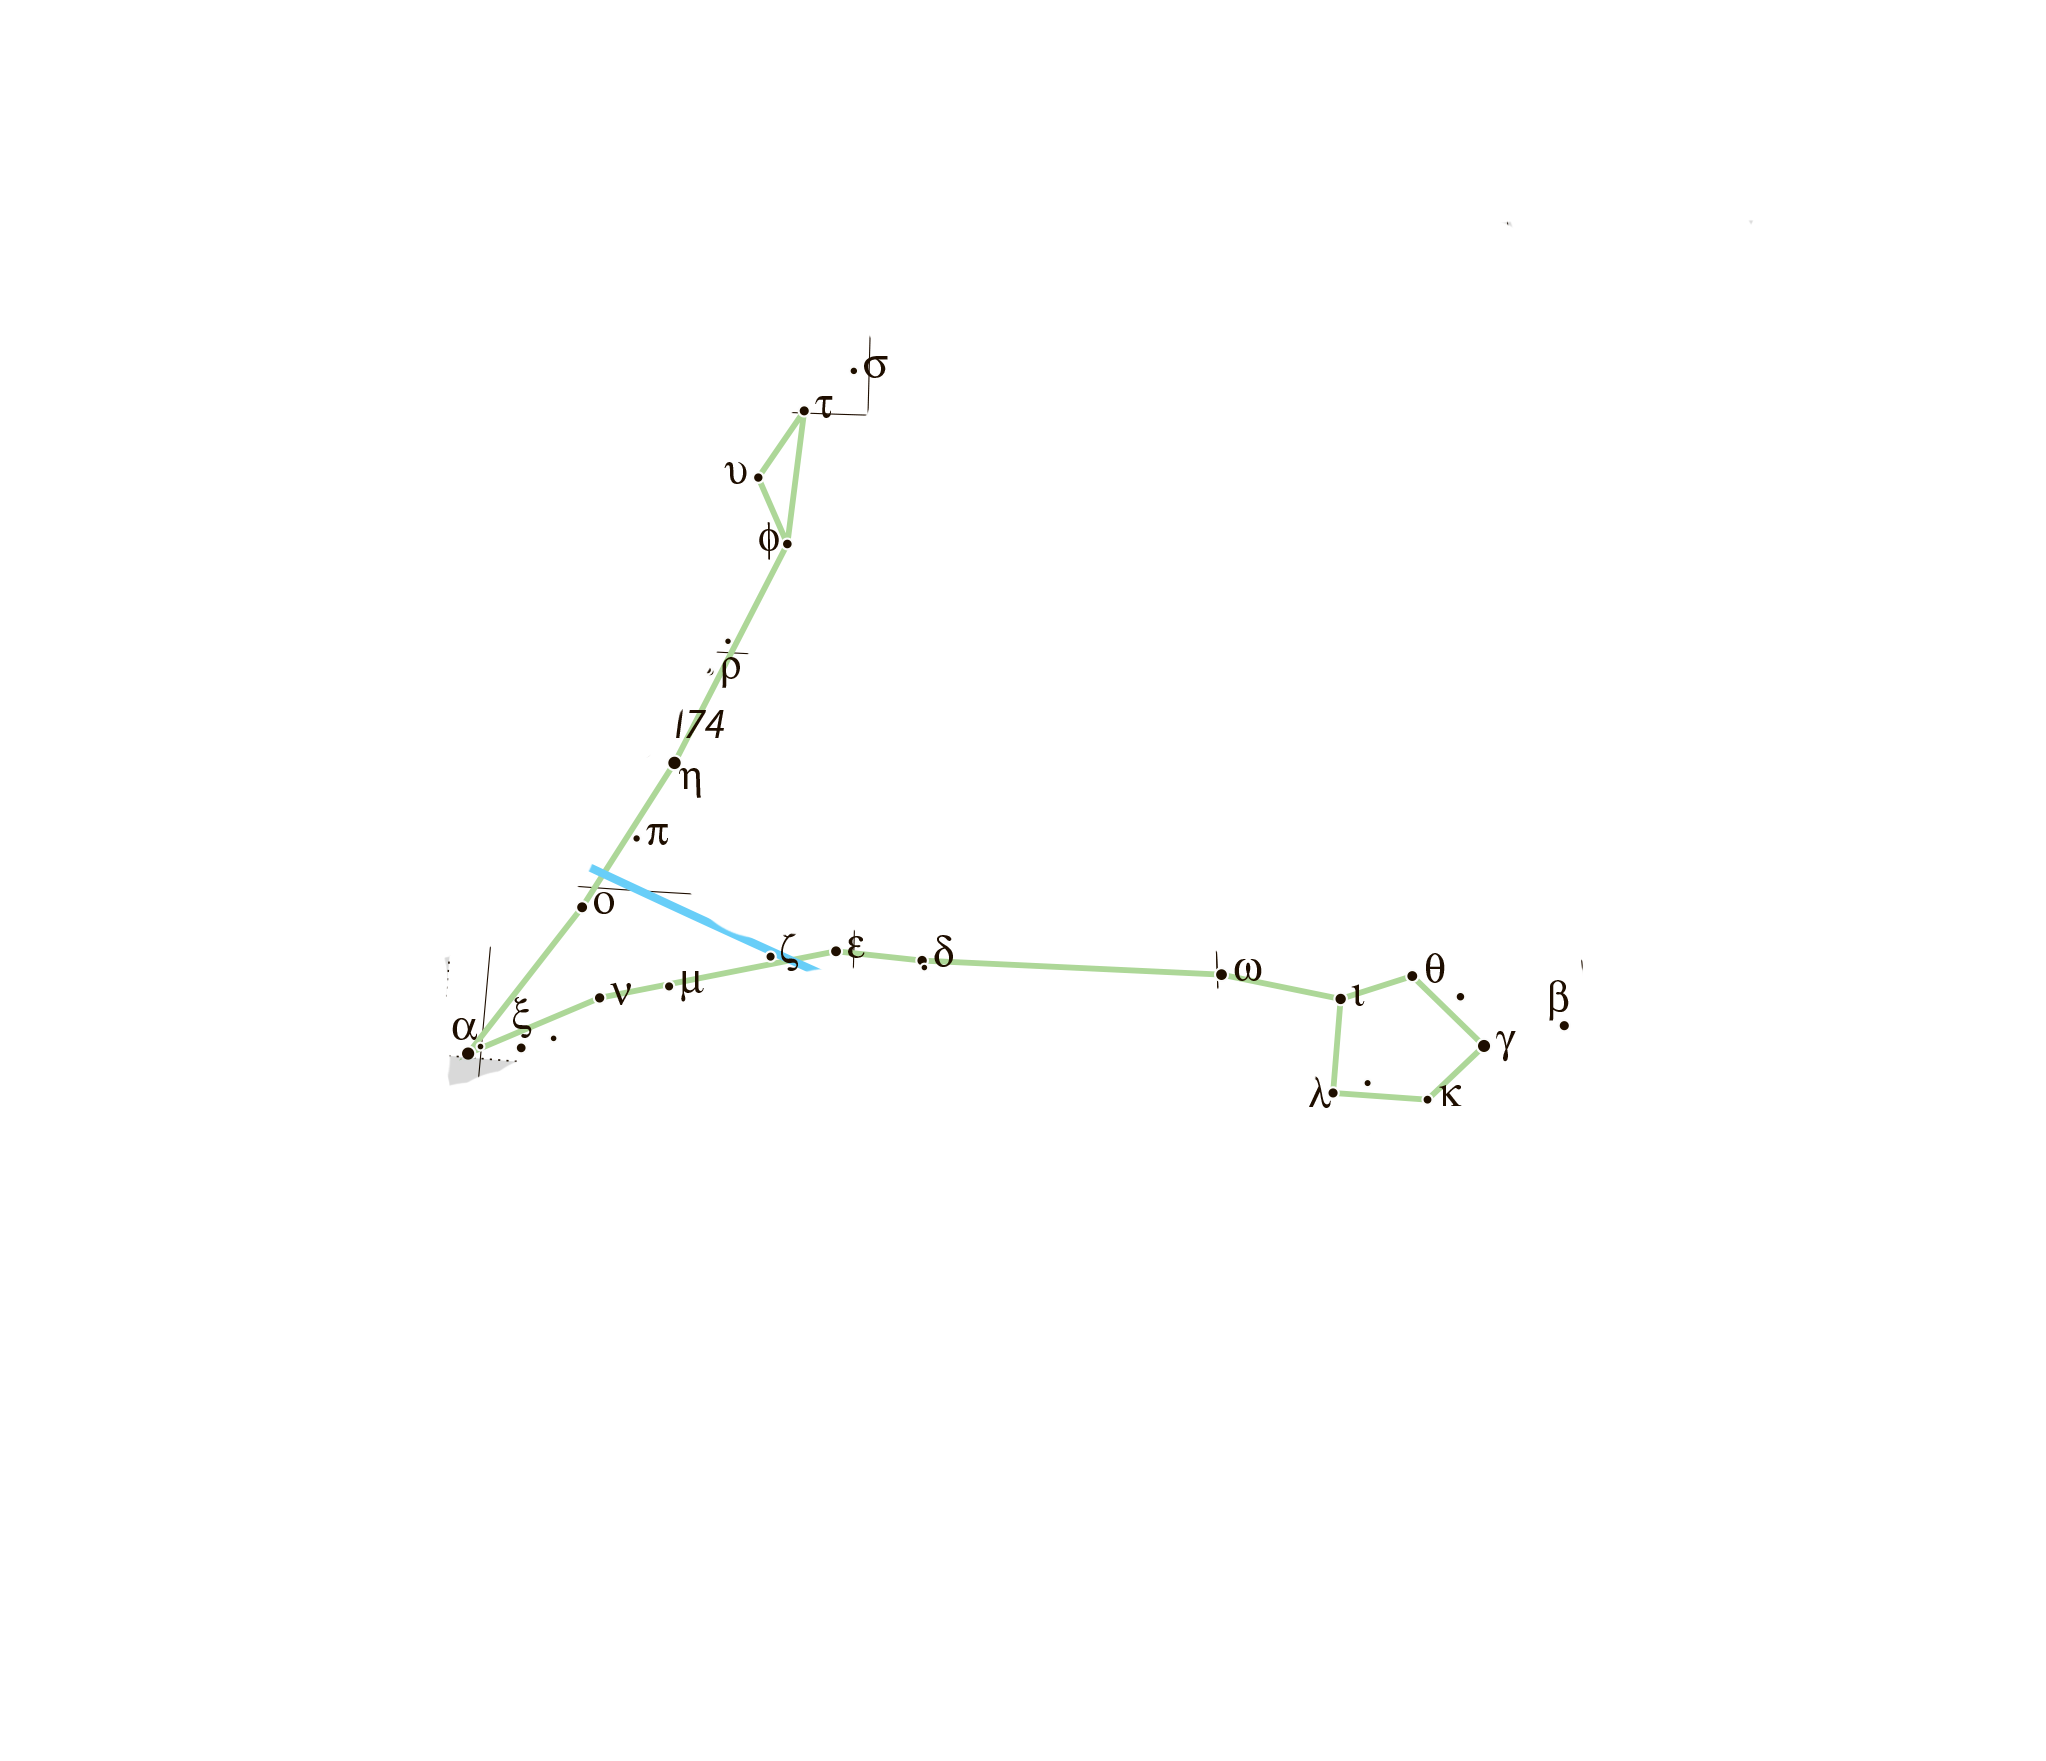 σ
τ
υ
φ
ρ
174
η
π
ο
ζ ε δ
ω θ
ν μ ι β
ξ
α γ
λ κ